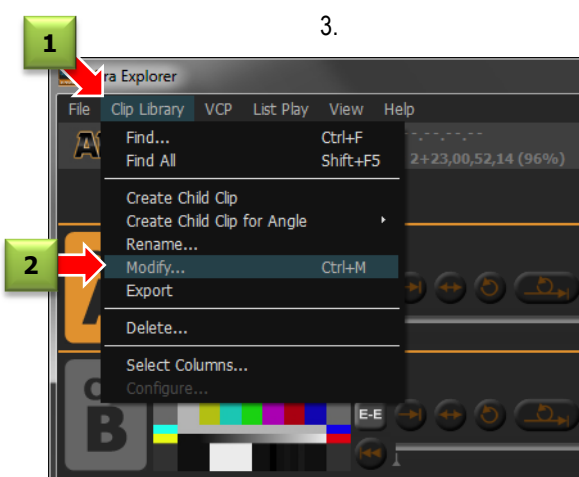 3.
1
ra Explorer
File Clip Library VCP List Play View Help
Find... Ctrl+F
Find All Shift+F5
2+23,00,52,14 (96%)
Create Child Clip
Create Child Clip for Angle
Rename...
2
Modify... Ctrl+M
Export
Delete...
Select Columns...
Configure...
E-E
B